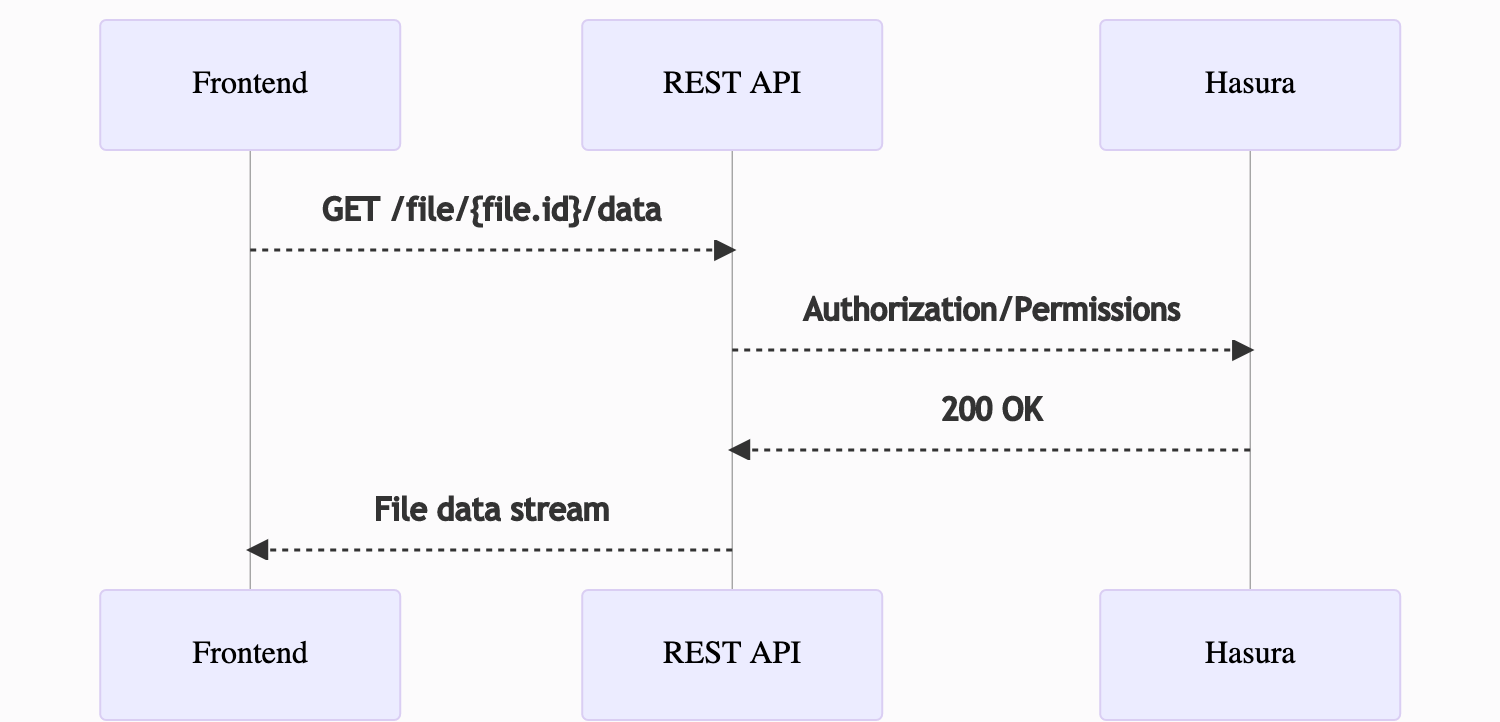 Frontend
REST API
Hasura
GET /file/{file.id}/data
Authorization/Permissions
200 OK
File data stream
Frontend
REST API
Hasura